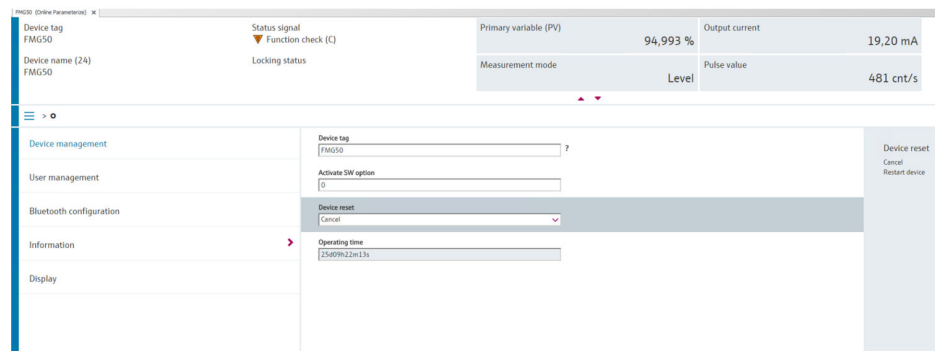 FMG50 (Online Parameterize) x
Device tag
FMG50
Status signal
Function check (C)
Primary variable (PV)
94,993 %
Output current
19,20 mA
Device name (24)
FMG50
Locking status
Measurement mode
Level
Pulse value
481 cnt/s
>
Device management
User management
Bluetooth configuration
Information
Display
Device tag
FMG50
?
Activate SW option
0
Device reset
Cancel
Operating time
25d09h22m13s
Device reset
Cancel
Restart device